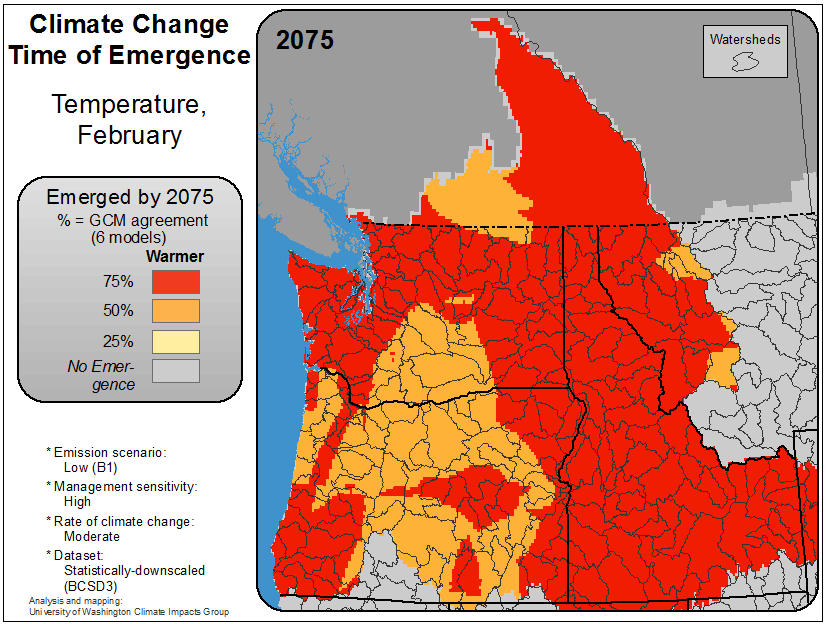 Climate Change
Time of Emergence
Temperature,
February
Emerged by 2075
% = GCM agreement
(6 models)
Warmer
75%
50%
25%
No Emer-
gence
* Emission scenario:
Low (B1)
* Management sensitivity:
High
* Rate of climate change:
Moderate
* Dataset:
Statistically-downscaled
(BCSD3)
Analysis and mapping:
University of Washington Climate Impacts Group
2075
Watersheds